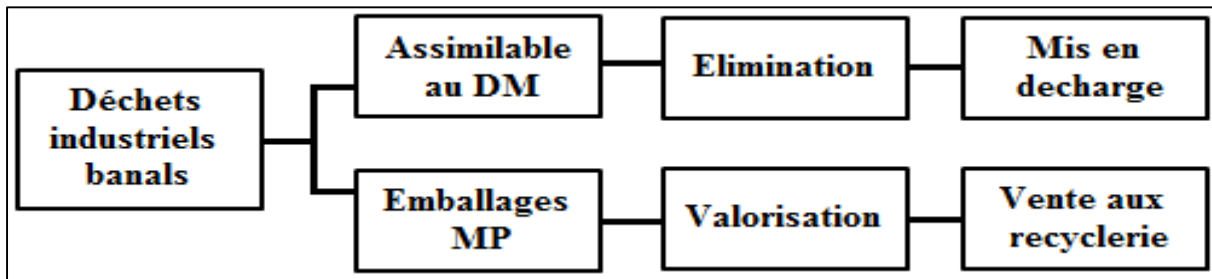 Déchets
industriels
banals
Assimilable
au DM
Elimination
Mis en
decharge
Emballages
MP
Valorisation
Vente aux
recyclerie